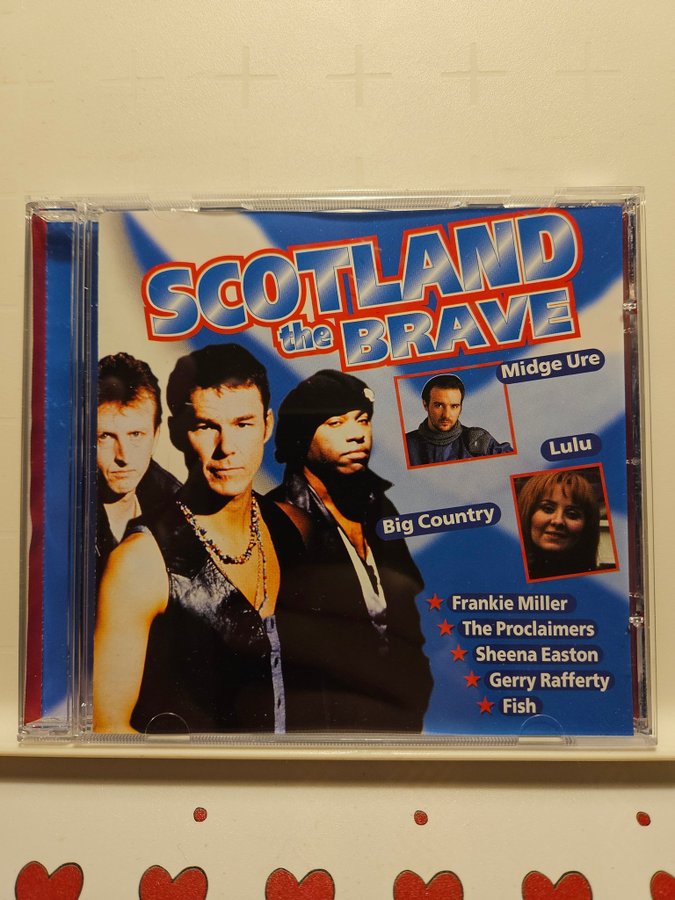 SCOTLAND
the BRAVE
Midge Ure
Lulu
Big Country
Frankie Miller
The Proclaimers
Sheena Easton
Gerry Rafferty
Fish